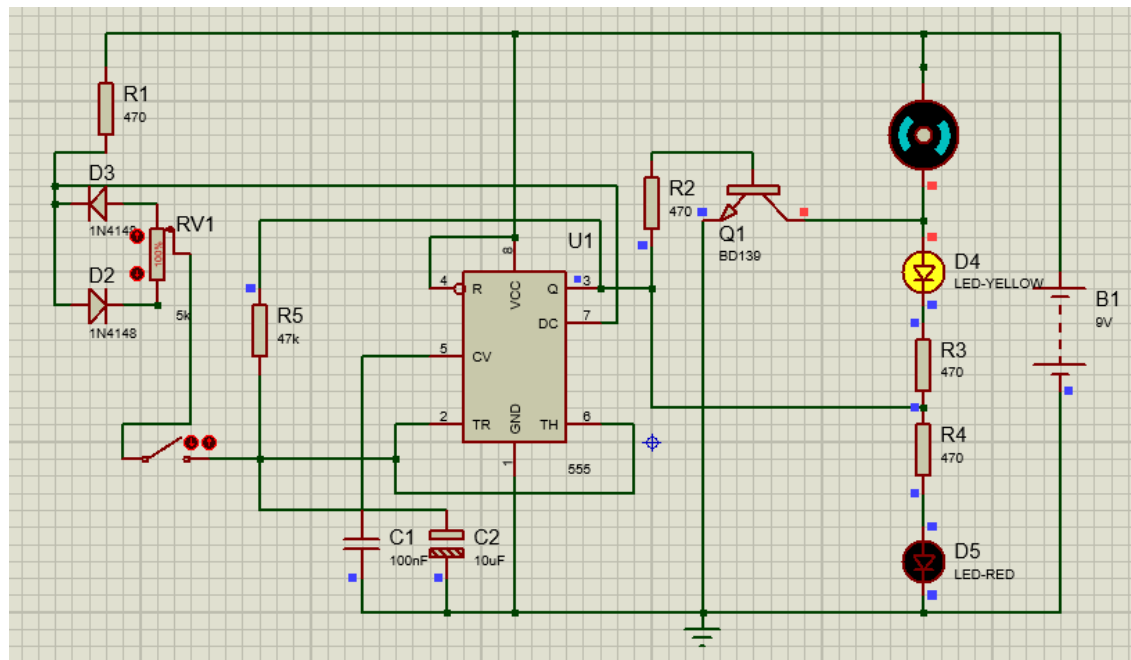 R1
470
D3
1N4148
RV1
100%
5k
D2
1N4148
R5
47k
U1
8
VCC
4
R
Q
3
DC
7
5
CV
2
TR
GND
TH
6
1
555
R2
470
Q1
BD139
D4
LED-YELLOW
R3
470
R4
470
D5
LED-RED
B1
9V
C1
100nF
C2
10uF